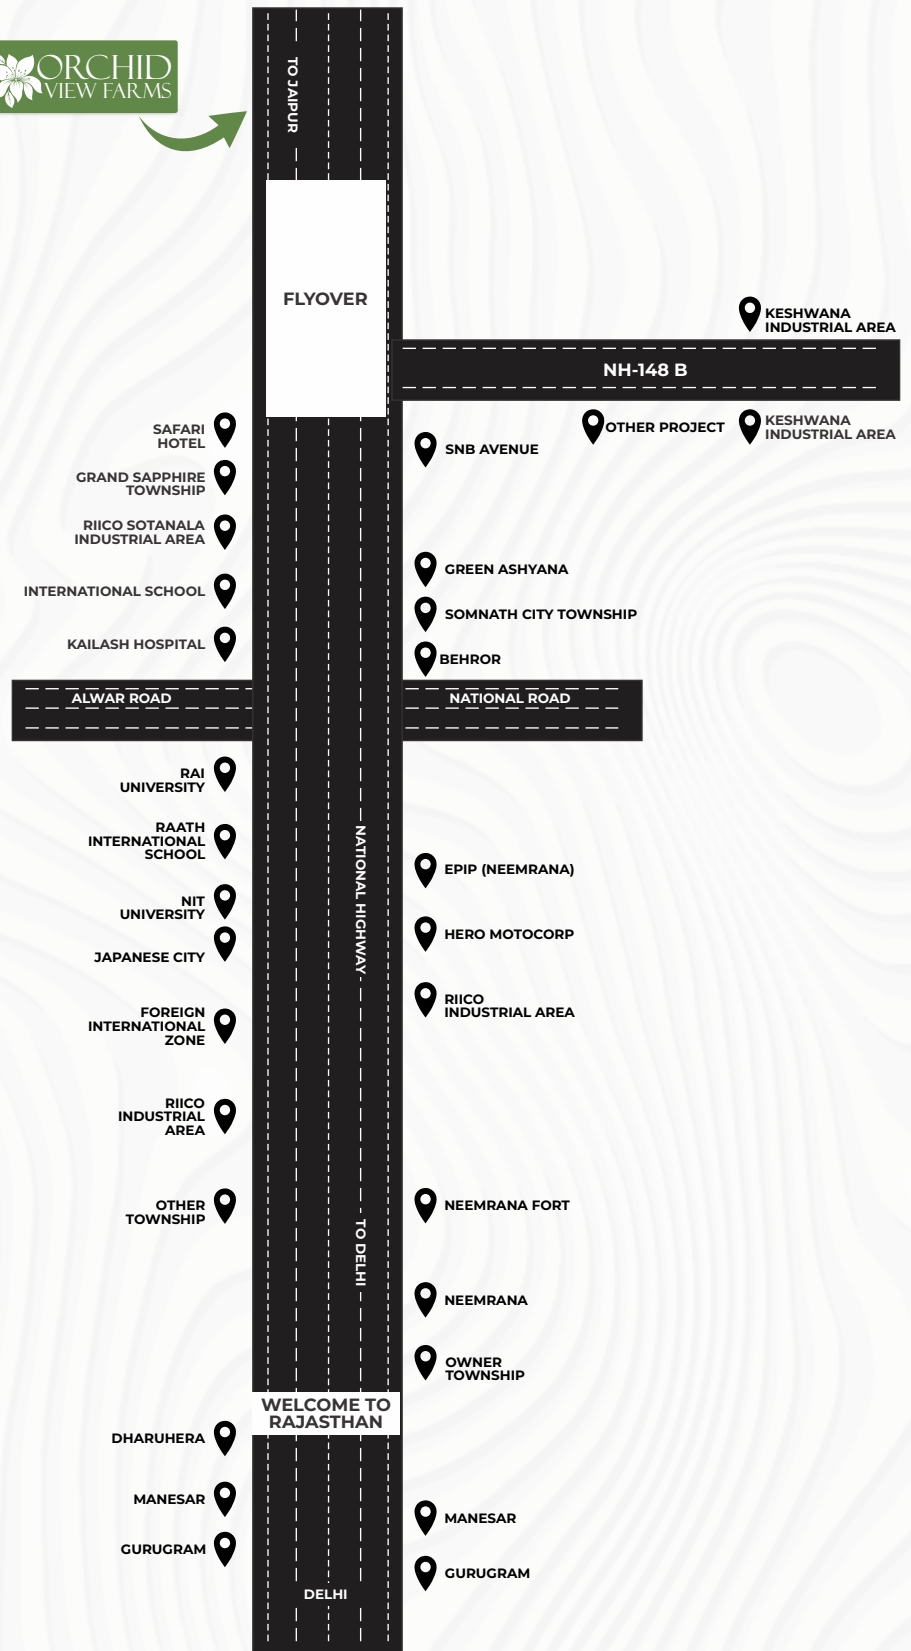 ORCHID
VIEW FARMS
TO JAIPUR
FLYOVER
KESHWANA
INDUSTRIAL AREA
NH-148 B
OTHER PROJECT
KESHWANA
INDUSTRIAL AREA
SAFARI
HOTEL
SNB AVENUE
GRAND SAPPHIRE
TOWNSHIP
RIICO SOTANALA
INDUSTRIAL AREA
GREEN ASHYANA
INTERNATIONAL SCHOOL
SOMNATH CITY TOWNSHIP
KAILASH HOSPITAL
BEHROR
ALWAR ROAD
NATIONAL ROAD
RAI
UNIVERSITY
RAATH
INTERNATIONAL
SCHOOL
NATIONAL HIGHWAY
EPIP (NEEMRANA)
NIT
UNIVERSITY
HERO MOTOCORP
JAPANESE CITY
RIICO
INDUSTRIAL AREA
FOREIGN
INTERNATIONAL
ZONE
RIICO
INDUSTRIAL
AREA
OTHER
TOWNSHIP
NEEMRANA FORT
TO DELHI
NEEMRANA
OWNER
TOWNSHIP
WELCOME TO
RAJASTHAN
DHARUHERA
MANESAR
MANESAR
GURUGRAM
GURUGRAM
DELHI